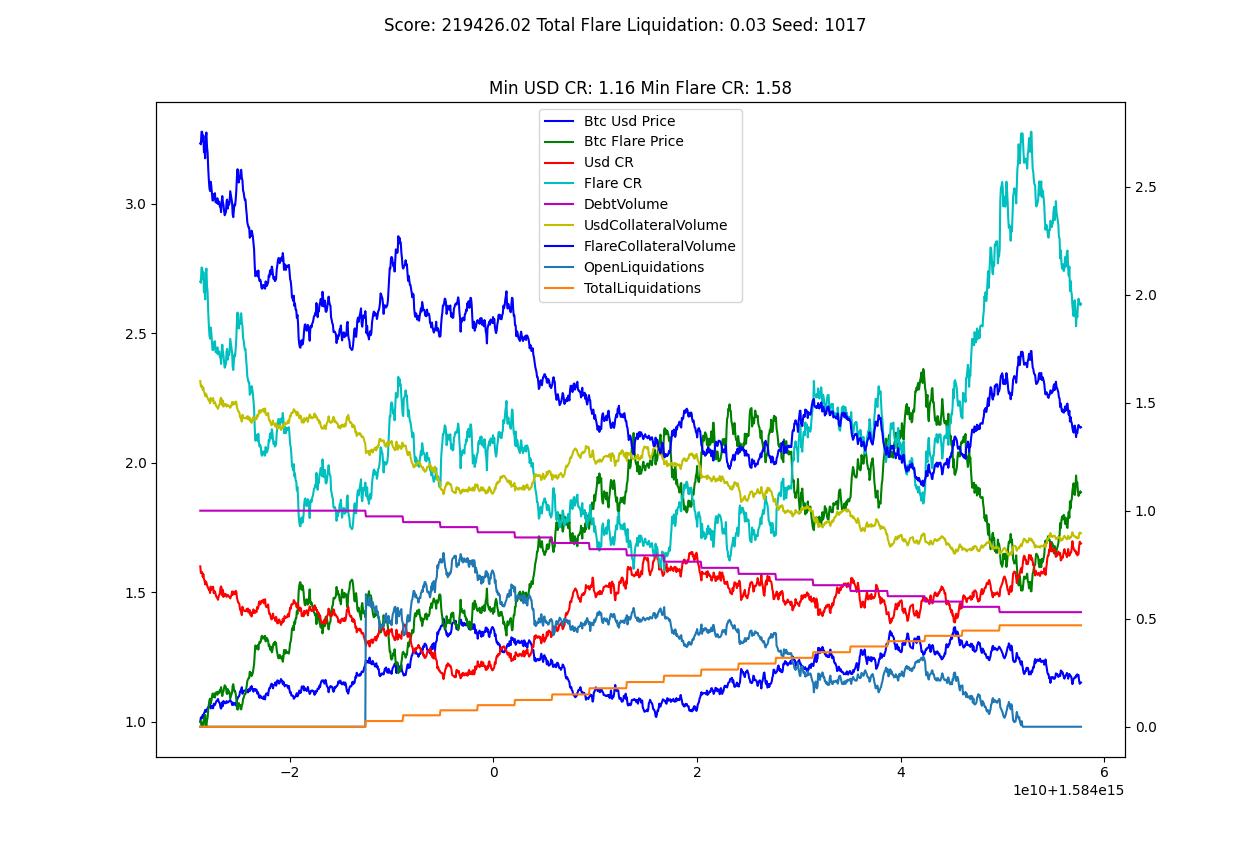 Score: 219426.02 Total Flare Liquidation: 0.03 Seed: 1017
Min USD CR: 1.16 Min Flare CR: 1.58
Btc Usd Price
Btc Flare Price
Usd CR
Flare CR
DebtVolume
UsdCollateralVolume
FlareCollateralVolume
OpenLiquidations
TotalLiquidations
3.0
2.5
2.0
1.5
1.0
2.5
2.0
1.5
1.0
0.5
0.0
−2
0
2
4
6
1e10+1.584e15